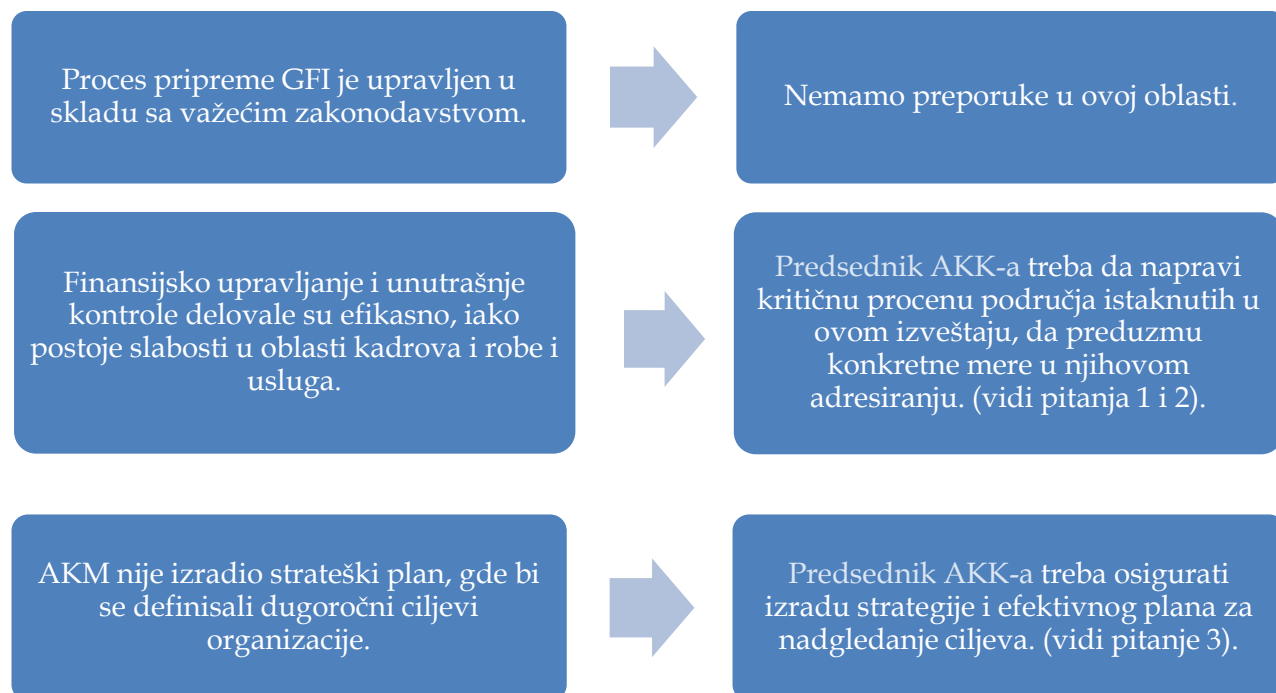 Proces pripreme GFI je upravljen u
skladu sa važećim zakonodavstvom.
Nemamo preporuke u ovoj oblasti.
Finansijsko upravljanje i unutrašnje
kontrole delovale su efikasno, iako
postoje slabosti u oblasti kadrova i robe i
usluga.
Predsednik AKK-a treba da napravi
kritičnu procenu područja istaknutih u
ovom izveštaju, da preduzmu
konkretne mere u njihovom
adresiranju. (vidi pitanja 1 i 2).
AKM nije izradio strateški plan, gde bi
se definisali dugoročni ciljevi
organizacije.
Predsednik AKK-a treba osigurati
izradu strategije i efektivnog plana za
nadgledanje ciljeva. (vidi pitanje 3).